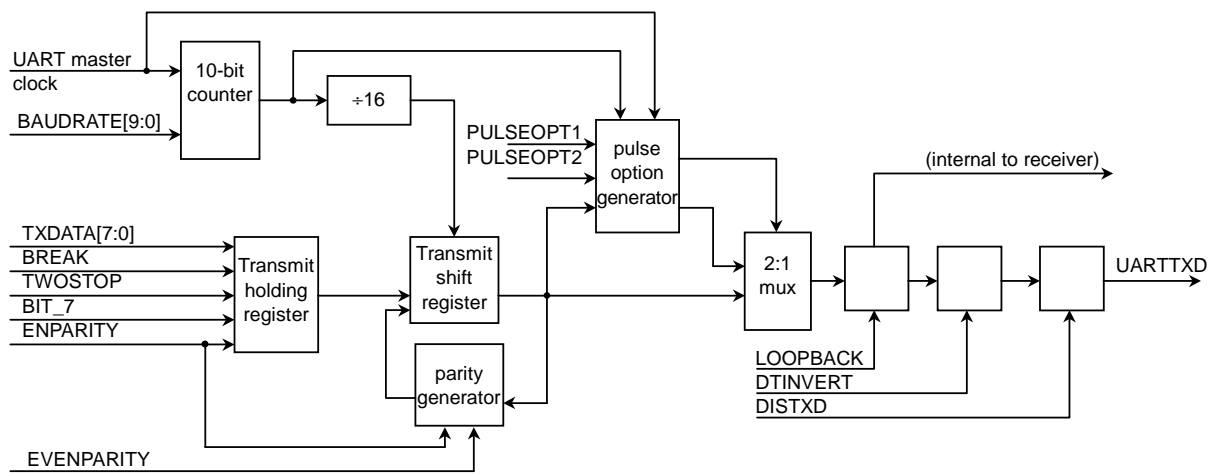 UART master
clock
10-bit
counter
BAUDRATE[9:0]
÷16
PULSEOPT1
PULSEOPT2
pulse
option
generator
(internal to receiver)
TXDATA[7:0]
BREAK
TWOSTOP
BIT_7
ENPARITY
Transmit
holding
register
Transmit
shift
register
2:1
mux
UARTTXD
LOOPBACK
DTINVERT
DISTXD
parity
generator
EVENPARITY